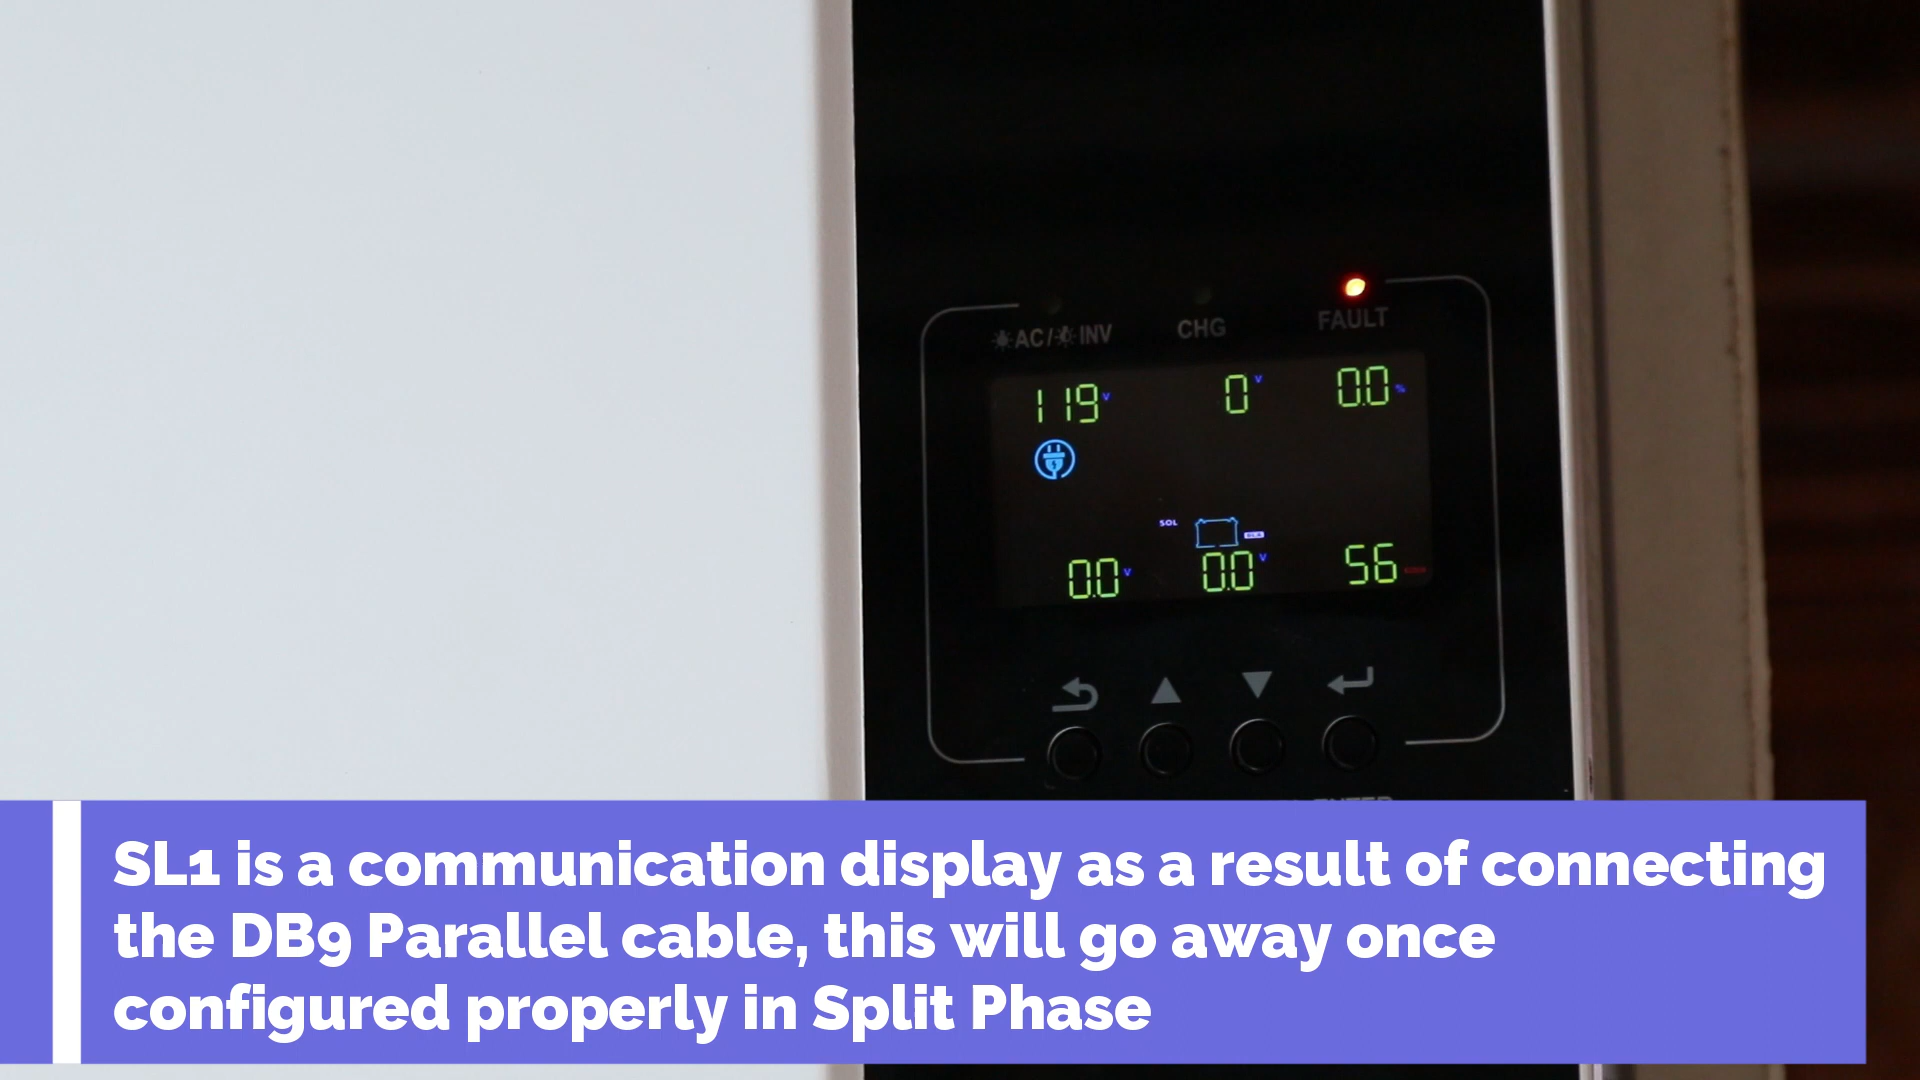 AC/ INV CHG FAULT
119 V 0 V 0.0 %
SOL
0.0 V 0.0 V 56
SL1 is a communication display as a result of connecting
the DB9 Parallel cable, this will go away once
configured properly in Split Phase